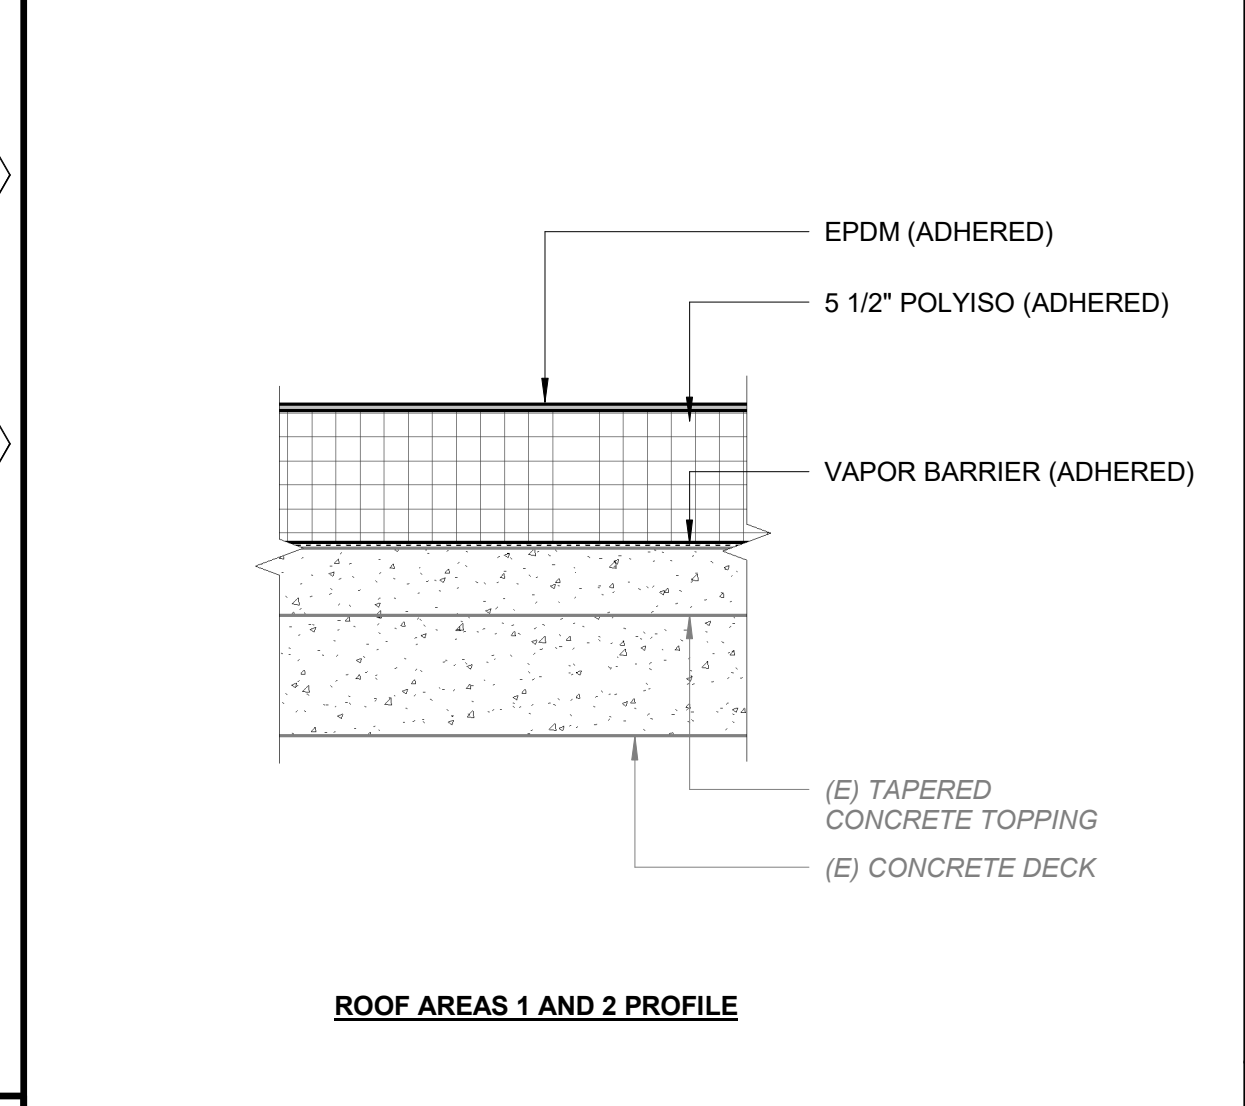 EPDM (ADHERED)
5 1/2" POLYISO (ADHERED)
VAPOR BARRIER (ADHERED)
(E) TAPERED
CONCRETE TOPPING
(E) CONCRETE DECK
ROOF AREAS 1 AND 2 PROFILE